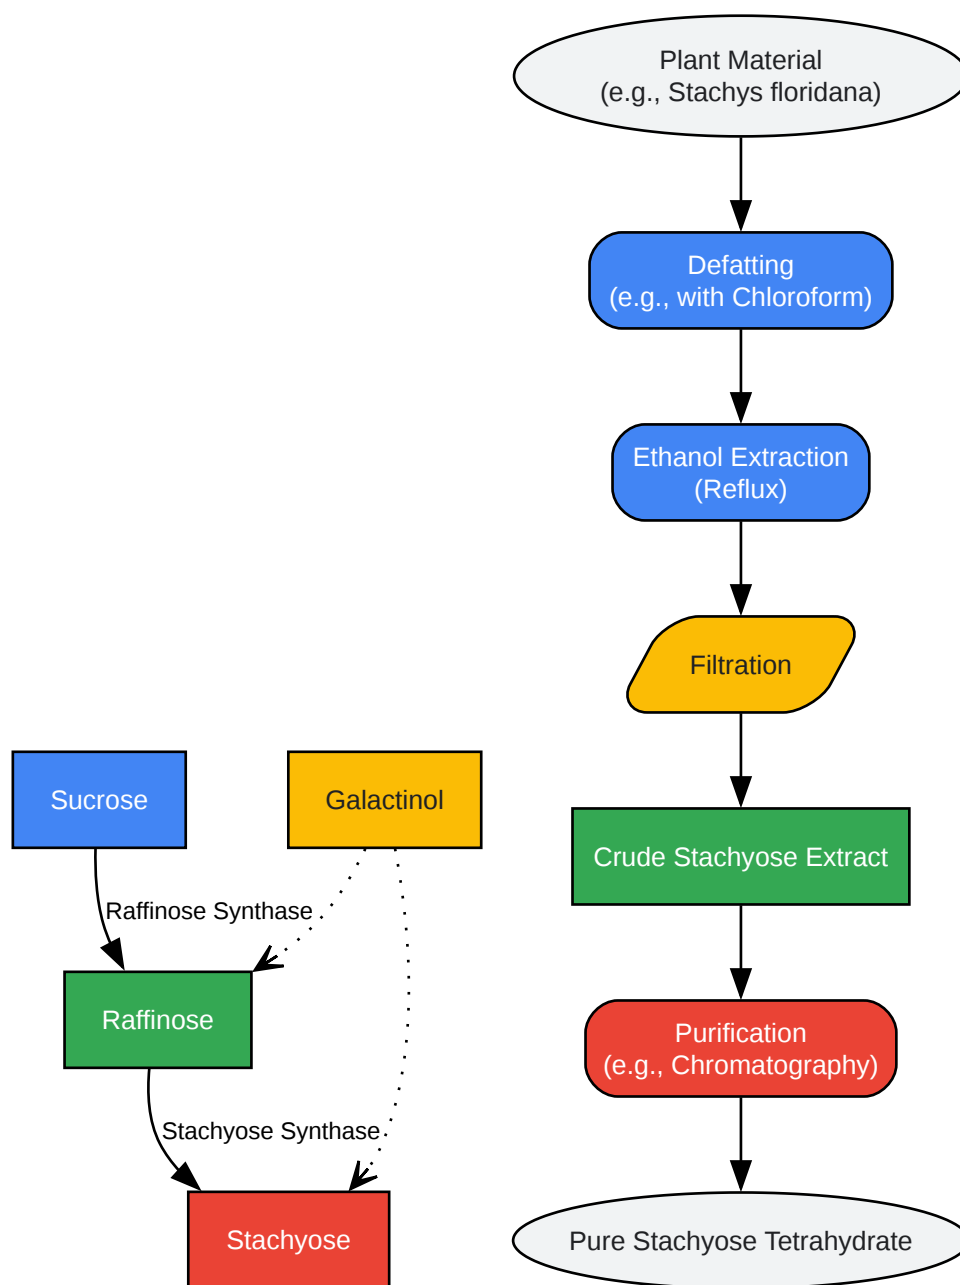 Plant Material
(e.g., Stachys floridana)
Defatting
(e.g., with Chloroform)
Ethanol Extraction
(Reflux)
Filtration
Sucrose
Galactinol
Crude Stachyose Extract
Raffinose Synthase
Raffinose
Purification
(e.g., Chromatography)
Stachyose Synthase
Stachyose
Pure Stachyose Tetrahydrate